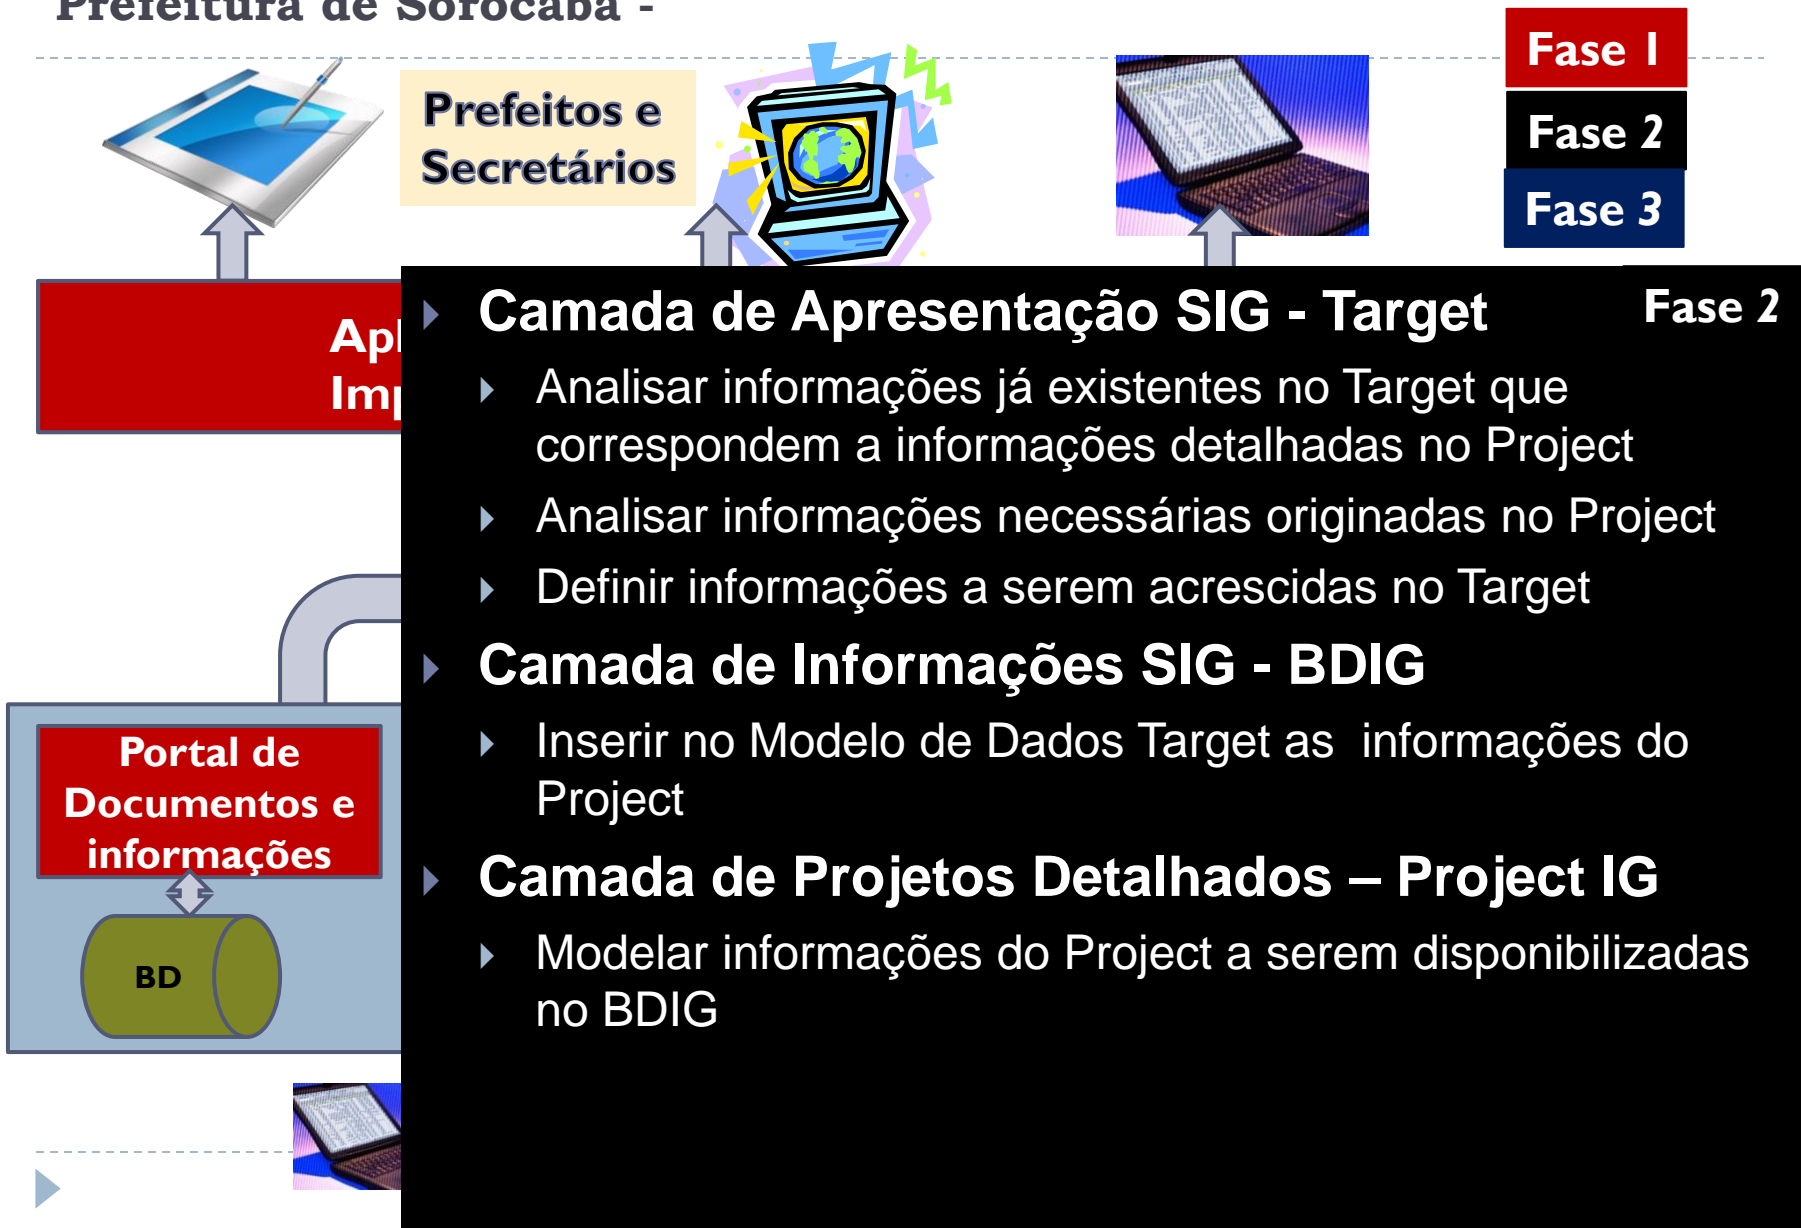 Prefeitura de Sorocaba -
Fase 1
Fase 2
Fase 3
Prefeitos e
Secretários
Camada de Apresentação SIG - Target
Fase 2
Analisar informações já existentes no Target que
correspondem a informações detalhadas no Project
Analisar informações necessárias originadas no Project
Definir informações a serem acrescidas no Target
Camada de Informações SIG - BDIG
Inserir no Modelo de Dados Target as  informações do
Project
Camada de Projetos Detalhados – Project IG
Modelar informações do Project a serem disponibilizadas
no BDIG
Portal de
Documentos e
informações
BD